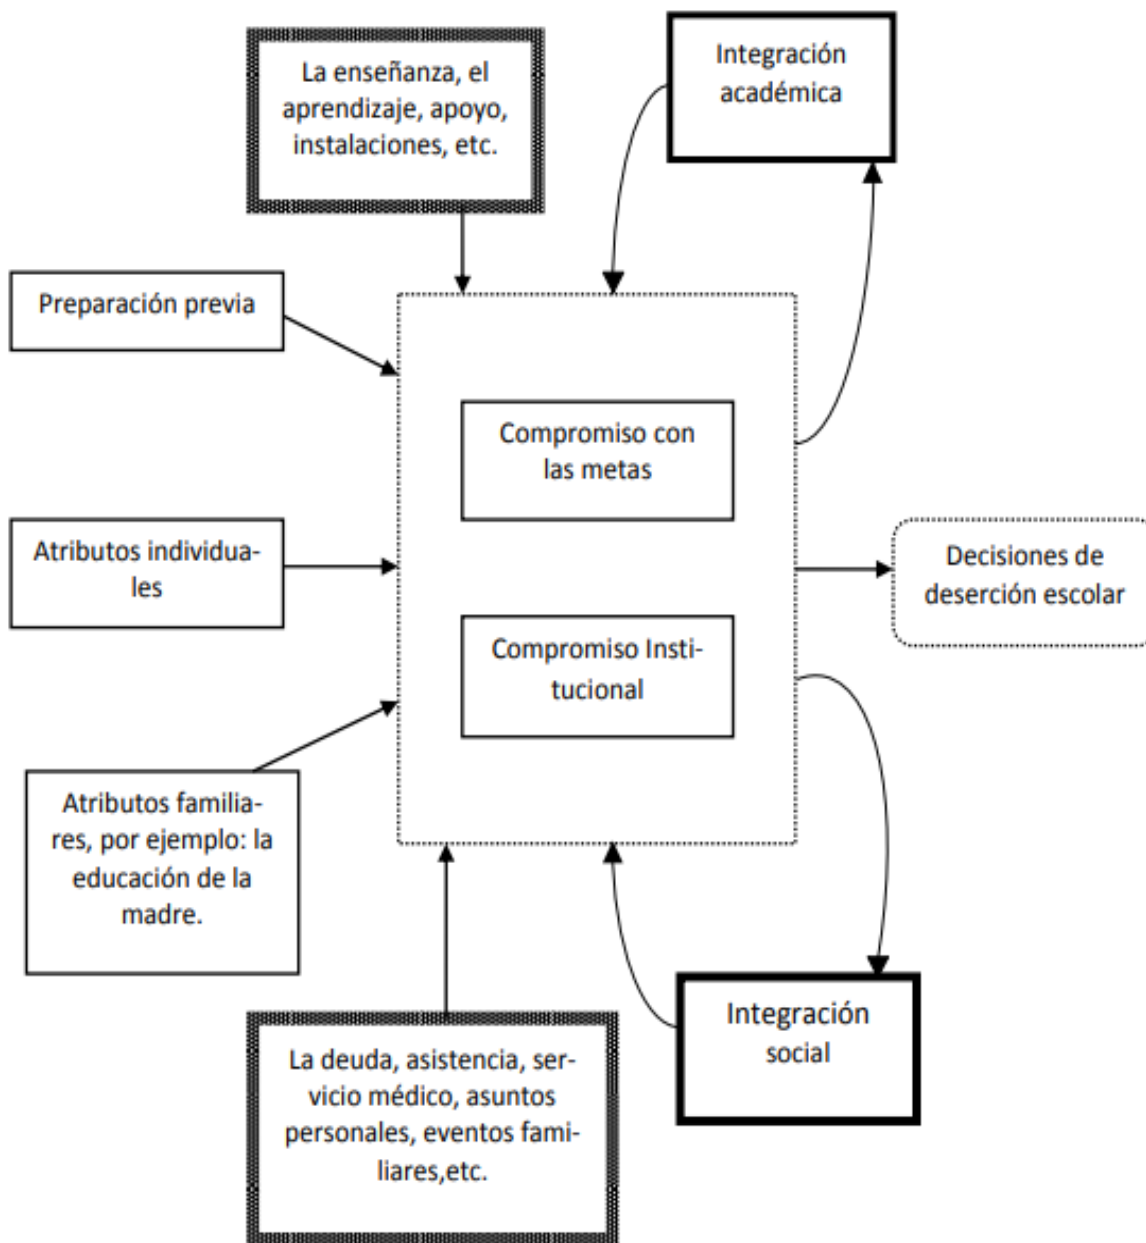 La enseñanza, el
aprendizaje, apoyo,
instalaciones, etc.
Integración
académica
Preparación previa
Compromiso con
las metas
Atributos individua-
les
Decisiones de
deserción escolar
Compromiso Insti-
tucional
Atributos familia-
res, por ejemplo: la
educación de la
madre.
Integración
social
La deuda, asistencia, ser-
vicio médico, asuntos
personales, eventos fami-
liares,etc.